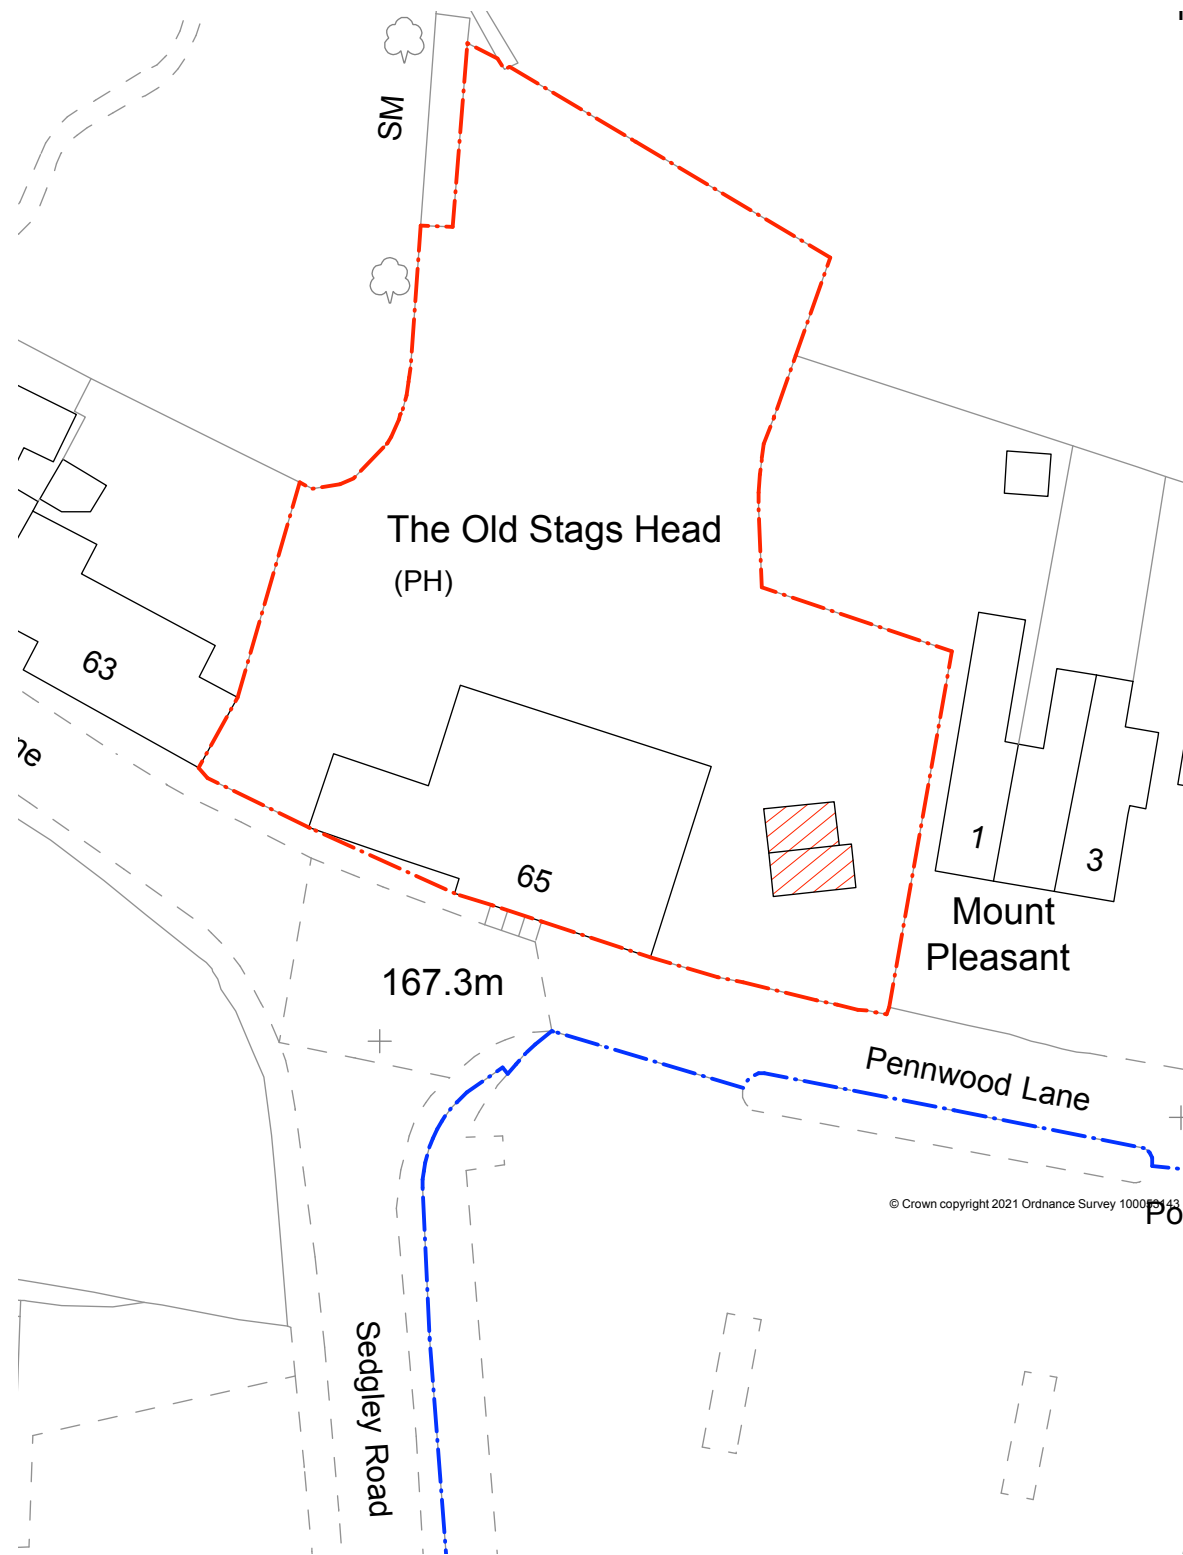 SM
The Old Stags Head
(PH)
63
65
1
3
Mount
Pleasant
167.3m
Pennwood Lane
© Crown copyright 2021 Ordnance Survey
Sedgley Road